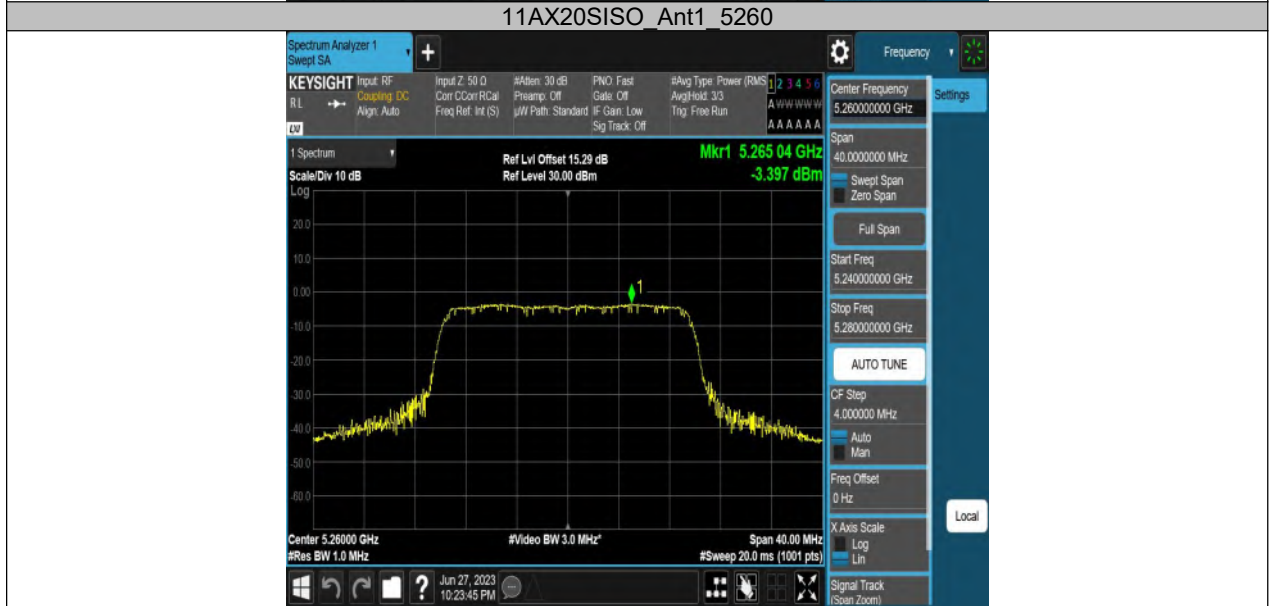 11AX20SISO_Ant1_5260
Spectrum Analyzer 1
Swept SA
+
Frequency
KEYSIGHT
RL
LXI
Input: RF
Coupling: DC
Align: Auto
Input Z: 50 Ω
Corr CCorr RCal
Freq Ref: Int (S)
#Atten: 30 dB
Preamp: Off
µW Path: Standard
PNO: Fast
Gate: Off
IF Gain: Low
Sig Track: Off
#Avg Type: Power (RMS
Avg|Hold: 3/3
Trig: Free Run
1 2 3 4 5 6
A W W W W W
A A A A A A
1 Spectrum
Scale/Div 10 dB
Log
Ref Lvl Offset 15.29 dB
Ref Level 30.00 dBm
Mkr1 5.265 04 GHz
-3.397 dBm
20.0
10.0
0.00
-10.0
-20.0
-30.0
-40.0
-50.0
-60.0
1
Center 5.26000 GHz
#Res BW 1.0 MHz
#Video BW 3.0 MHz*
Span 40.00 MHz
#Sweep 20.0 ms (1001 pts)
?
Jun 27, 2023
10:23:45 PM
Center Frequency
5.260000000 GHz
Settings
Span
40.0000000 MHz
Swept Span
Zero Span
Full Span
Start Freq
5.240000000 GHz
Stop Freq
5.280000000 GHz
AUTO TUNE
CF Step
4.000000 MHz
Auto
Man
Freq Offset
0 Hz
X Axis Scale
Log
Lin
Local
Signal Track
(Span Zoom)